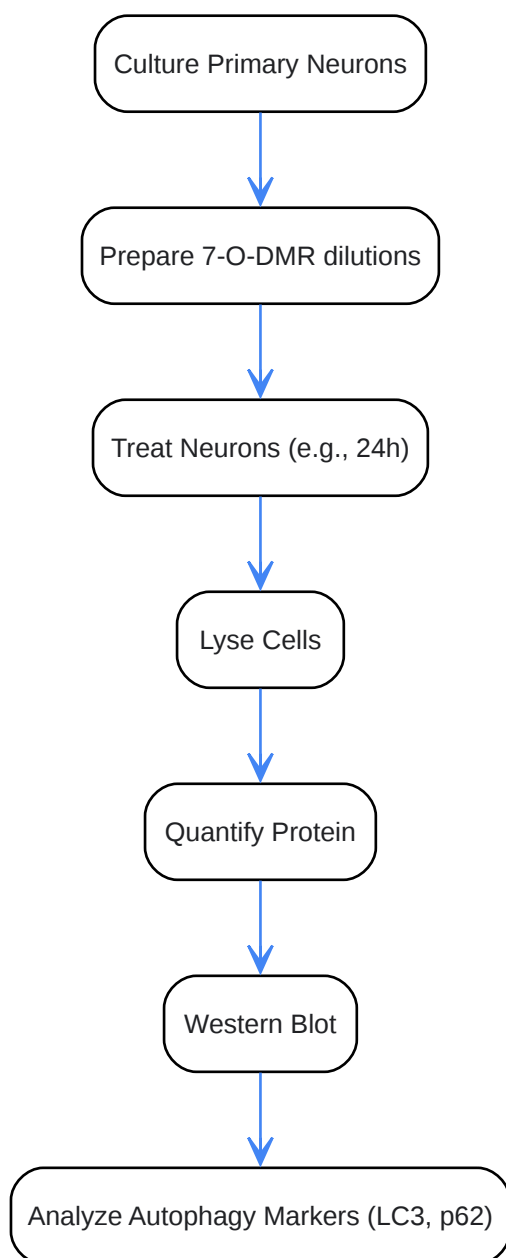 Culture Primary Neurons
Prepare 7-O-DMR dilutions
Treat Neurons (e.g., 24h)
Lyse Cells
Quantify Protein
Western Blot
Analyze Autophagy Markers (LC3, p62)